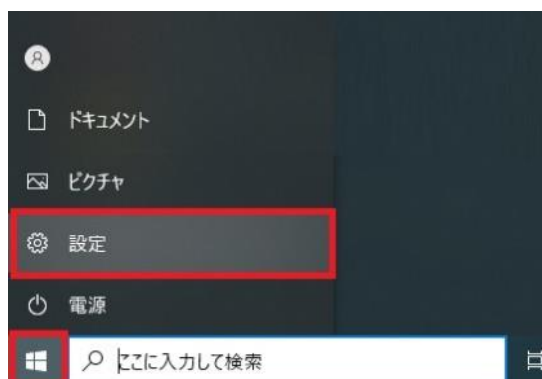 ドキュメント
ピクチャ
設定
電源
ここに入力して検索